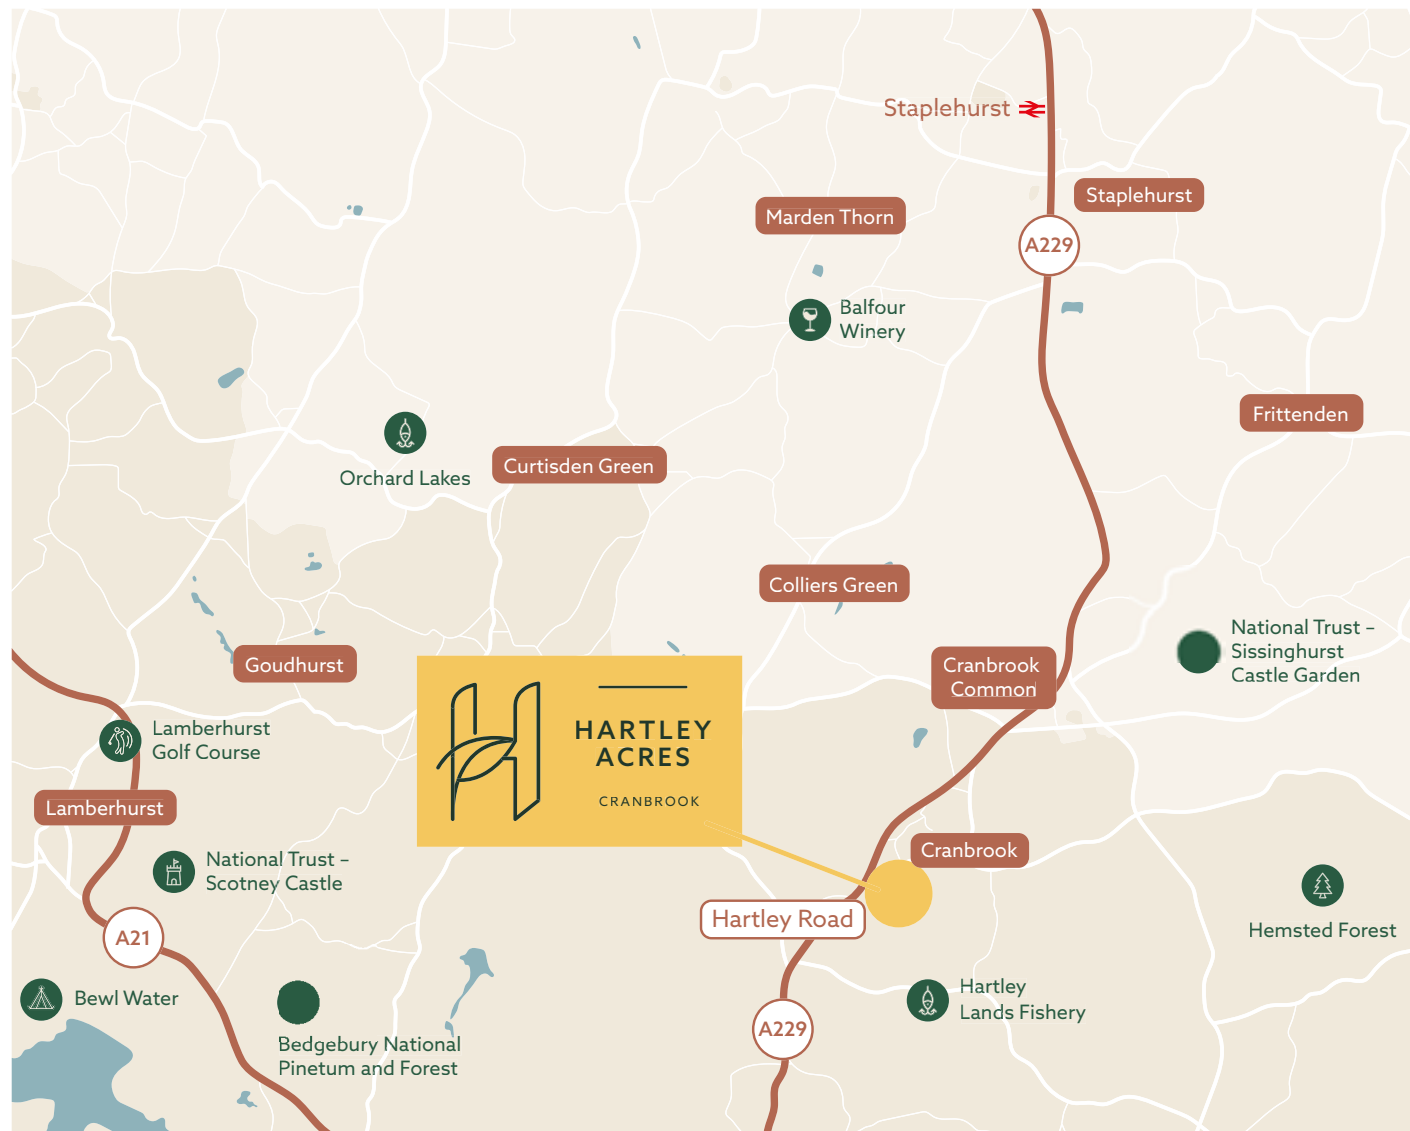 Staplehurst
Staplehurst
Marden Thorn
A229
Balfour
Winery
Frittenden
Orchard Lakes
Curtisden Green
Colliers Green
National Trust –
Sissinghurst
Castle Garden
Goudhurst
Cranbrook
Common
Lamberhurst
Golf Course
HARTLEY
ACRES
CRANBROOK
Lamberhurst
National Trust –
Scotney Castle
Cranbrook
Hartley Road
Hemsted Forest
A21
Bewl Water
Hartley
Lands Fishery
A229
Bedgebury National
Pinetum and Forest